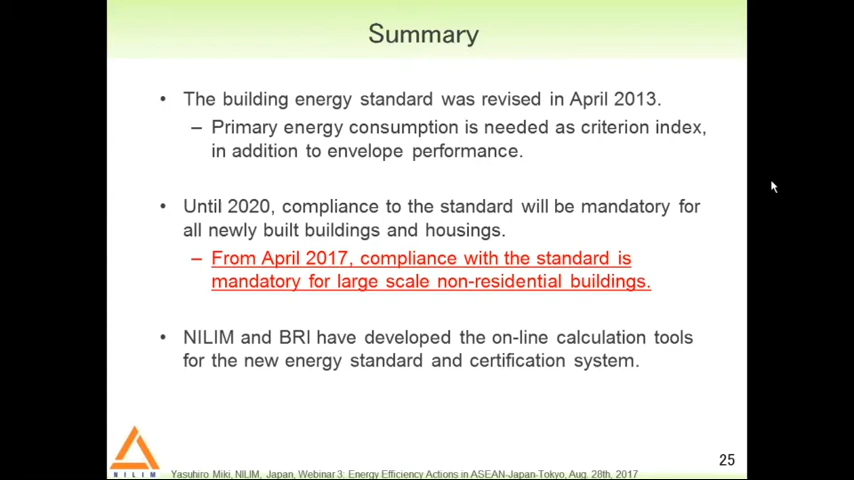 Summary
• The building energy standard was revised in April 2013.
– Primary energy consumption is needed as criterion index,
in addition to envelope performance.
• Until 2020, compliance to the standard will be mandatory for
all newly built buildings and housings.
– From April 2017, compliance with the standard is
mandatory for large scale non-residential buildings.
• NILIM and BRI have developed the on-line calculation tools
for the new energy standard and certification system.
25
NILIM
Yasuhiro Miki, NILIM, Japan, Webinar 3: Energy Efficiency Actions in ASEAN-Japan-Tokyo, Aug. 28th, 2017